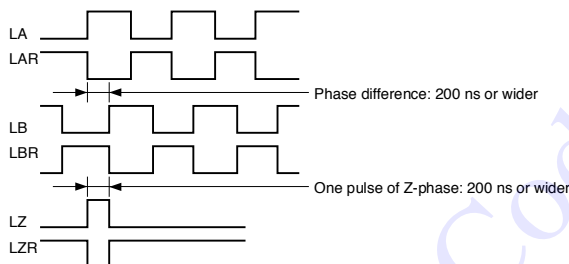 LA
LAR
Phase difference: 200 ns or wider
LB
LBR
One pulse of Z-phase: 200 ns or wider
LZ
LZR